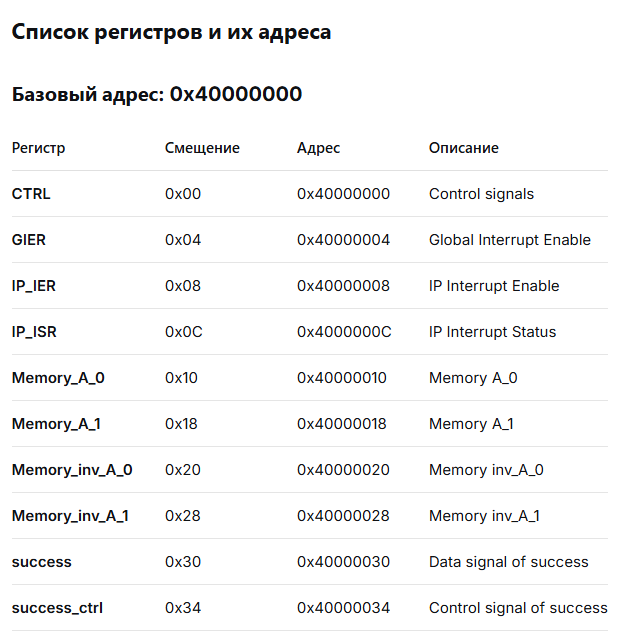 Список регистров и их адреса
Базовый адрес: 0x40000000
Регистр Смещение Адрес Описание
CTRL 0x00 0x40000000 Control signals
GIER 0x04 0x40000004 Global Interrupt Enable
IP_IER 0x08 0x40000008 IP Interrupt Enable
IP_ISR 0x0C 0x4000000C IP Interrupt Status
Memory_A_0 0x10 0x40000010 Memory A_0
Memory_A_1 0x18 0x40000018 Memory A_1
Memory_inv_A_0 0x20 0x40000020 Memory inv_A_0
Memory_inv_A_1 0x28 0x40000028 Memory inv_A_1
success 0x30 0x40000030 Data signal of success
success_ctrl 0x34 0x40000034 Control signal of success